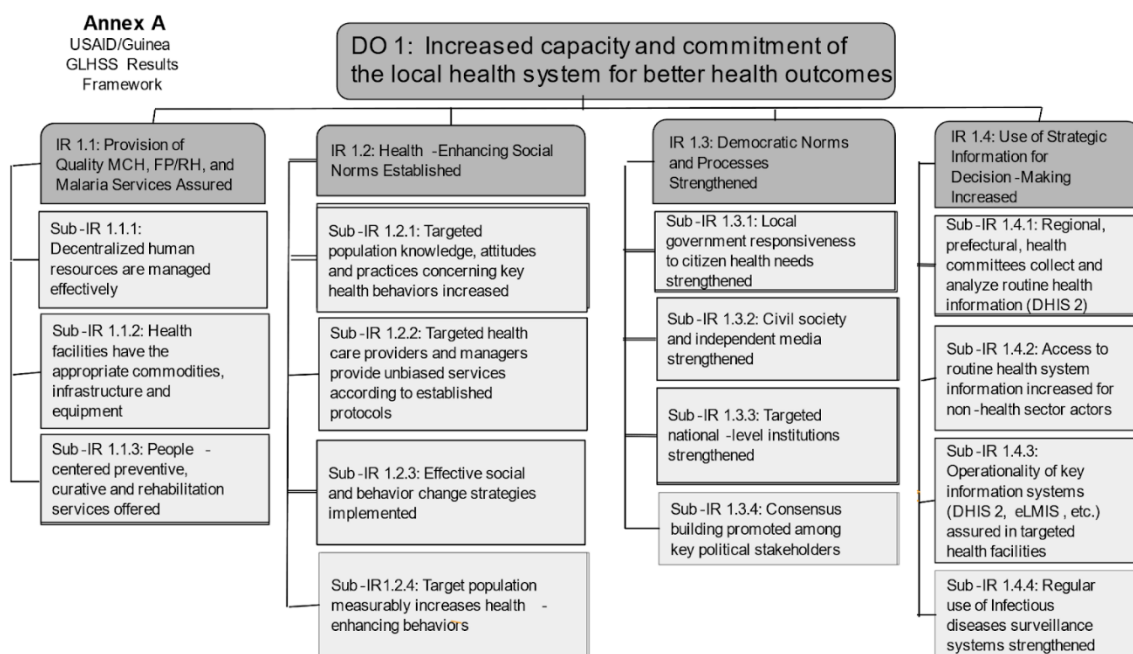 Annex A
USAID/Guinea
GLHSS Results
Framework
DO 1: Increased capacity and commitment of
the local health system for better health outcomes
IR 1.1: Provision of
Quality MCH, FP/RH, and
Malaria Services Assured
Sub-IR 1.1.1:
Decentralized human
resources are managed
effectively
Sub-IR 1.1.2: Health
facilities have the
appropriate commodities,
infrastructure and
equipment
Sub-IR 1.1.3: People -
centered preventive,
curative and rehabilitation
services offered
IR 1.2: Health -Enhancing Social
Norms Established
Sub-IR 1.2.1: Targeted
population knowledge, attitudes
and practices concerning key
health behaviors increased
Sub-IR 1.2.2: Targeted health
care providers and managers
provide unbiased services
according to established
protocols
Sub-IR 1.2.3: Effective social
and behavior change strategies
implemented
Sub-IR1.2.4: Target population
measurably increases health -
enhancing behaviors
IR 1.3: Democratic Norms
and Processes
Strengthened
Sub-IR 1.3.1: Local
government responsiveness
to citizen health needs
strengthened
Sub-IR 1.3.2: Civil society
and independent media
strengthened
Sub-IR 1.3.3: Targeted
national -level institutions
strengthened
Sub-IR 1.3.4: Consensus
building promoted among
key political stakeholders
IR 1.4: Use of Strategic
Information for
Decision -Making
Increased
Sub-IR 1.4.1: Regional,
prefectural, health
committees collect and
analyze routine health
information (DHIS 2)
Sub-IR 1.4.2: Access to
routine health system
information increased for
non -health sector actors
Sub-IR 1.4.3:
Operationality of key
information systems
(DHIS 2, eLMIS , etc.)
assured in targeted
health facilities
Sub-IR 1.4.4: Regular
use of Infectious
diseases surveillance
systems strengthened